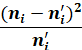 (nᵢ − nᵢ)²
nᵢ′